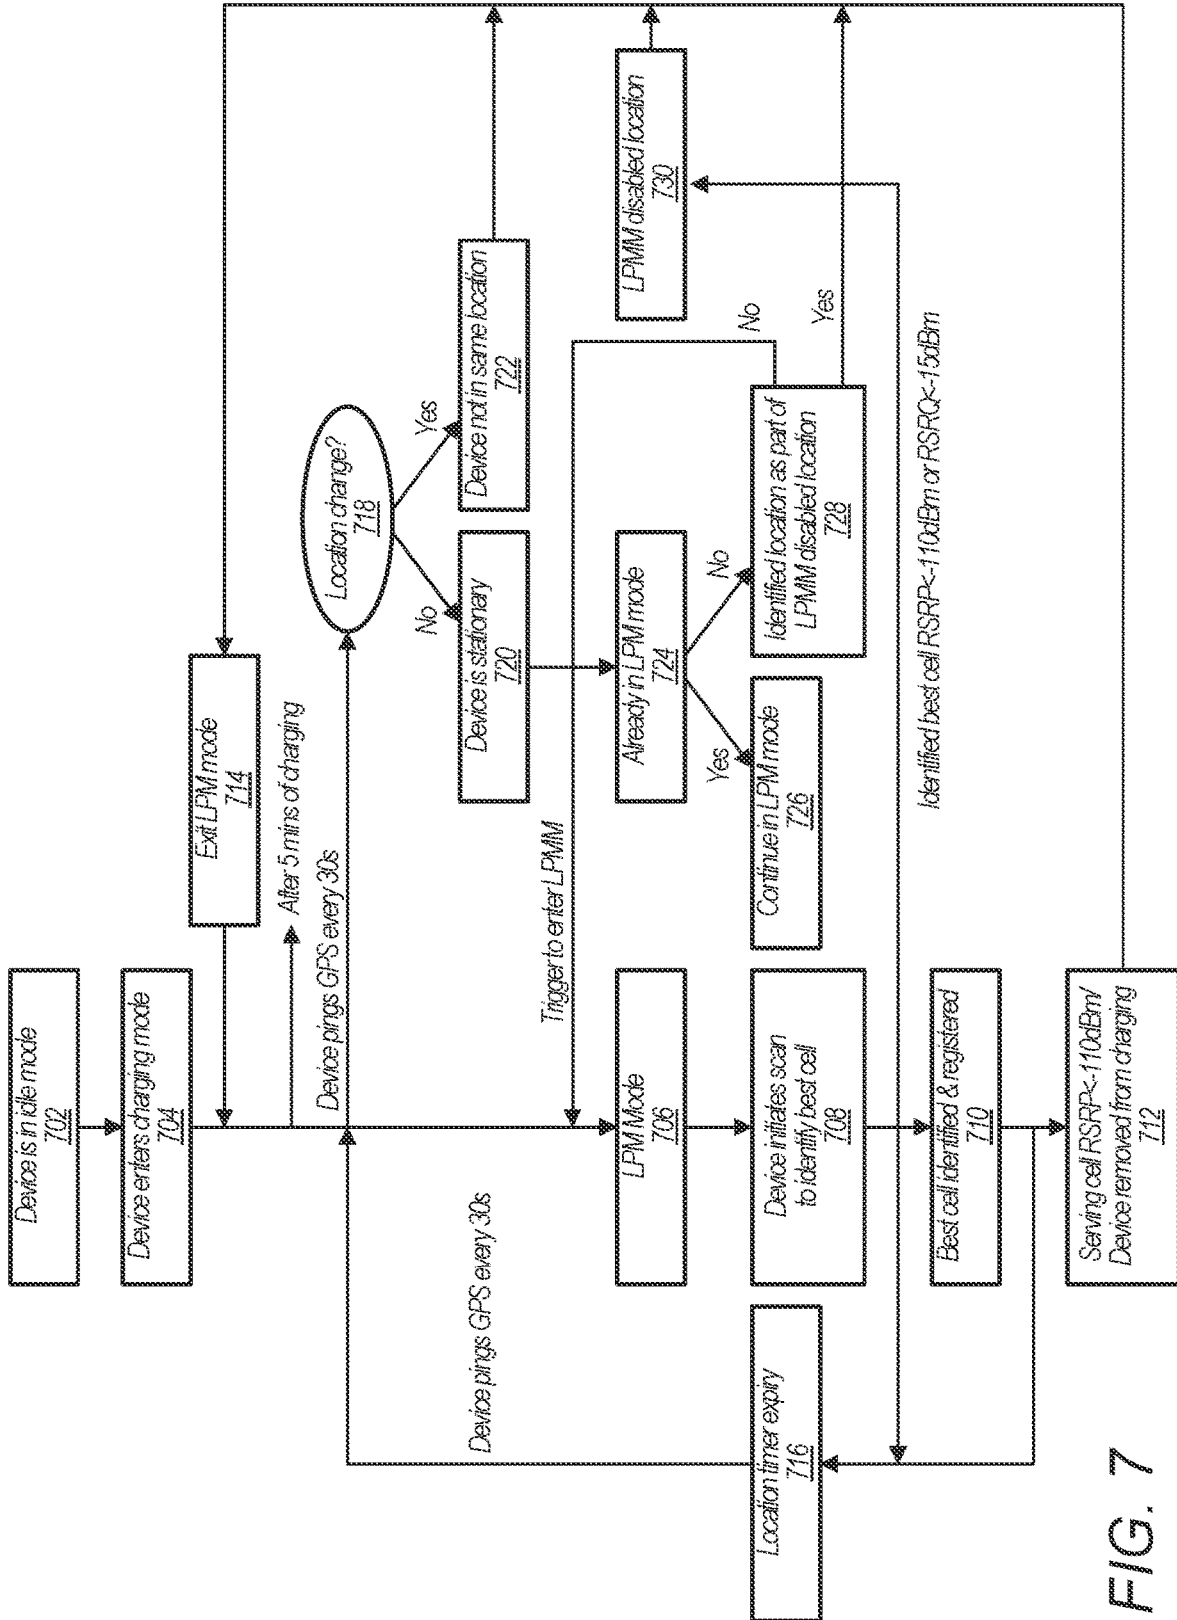 Device is in idle mode
702
Device enters charging mode
704
Exit LPM mode
714
After 5 mins of charging
Device pings GPS every 30s
Location change?
718
No
Yes
Device is stationary
720
Device not in same location
722
Device pings GPS every 30s
Trigger to enter LPMM
LPM Mode
706
Already in LPM mode
724
LPMM disabled location
730
Yes
No
No
Yes
Location timer expiry
716
Device initiates scan
to identify best cell
708
Continue in LPM mode
726
Identified location as part of
LPMM disabled location
728
Identified best cell RSRP<-110dBm or RSRQ<-15dBm
Best cell identified & registered
710
Serving cell RSRP<-110dBm/
Device removed from charging
712
FIG. 7